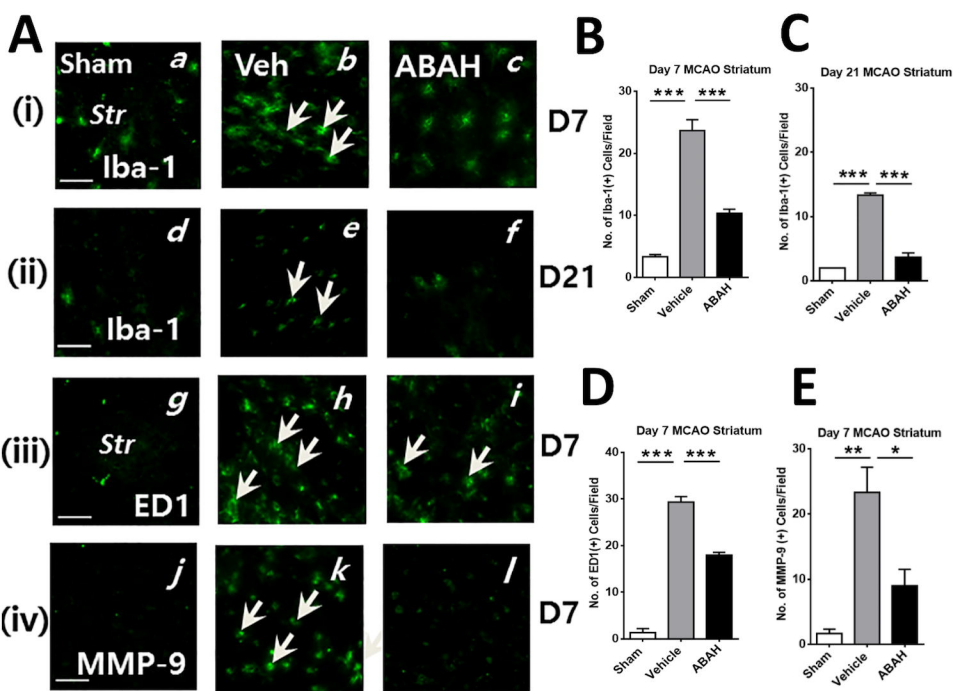 A
Sham a
Str
Iba-1
Veh b
ABAH c
(i)
D7
d
Iba-1
e
f
(ii)
D21
g
Str
ED1
h
i
(iii)
D7
j
MMP-9
k
l
(iv)
D7
B
Day 7 MCAO Striatum
No. of Iba-1(+) Cells/Field
30
20
10
0
*** ***
Sham Vehicle ABAH
C
Day 21 MCAO Striatum
No. of Iba-1(+) Cells/Field
30
20
10
0
*** ***
Sham Vehicle ABAH
D
Day 7 MCAO Striatum
No. of ED1(+) Cells/Field
40
30
20
10
0
*** ***
Sham Vehicle ABAH
E
Day 7 MCAO Striatum
No. of MMP-9 (+) Cells/Field
30
20
10
0
** *
Sham Vehicle ABAH